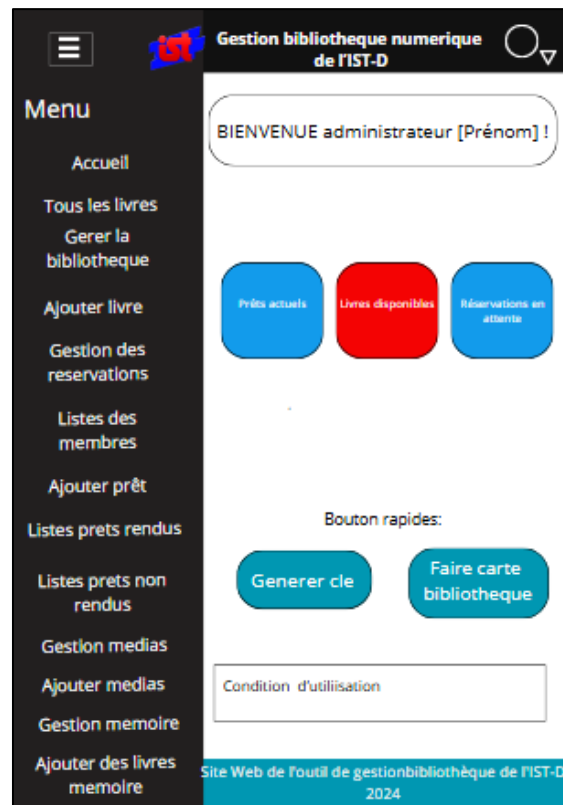 ist
Gestion bibliotheque numerique
de l'IST-D
Menu
Accueil
Tous les livres
Gerer la
bibliotheque
Ajouter livre
Gestion des
reservations
Listes des
membres
Ajouter prêt
Listes prets rendus
Listes prets non
rendus
Gestion medias
Ajouter medias
Gestion memoire
Ajouter des livres
memoire
BIENVENUE administrateur [Prénom] !
Prêts actuels
Livres disponibles
Réservations en
attente
Bouton rapides:
Generer cle
Faire carte
bibliotheque
Condition d'utiliisation
Site Web de l'outil de gestionbibliothèque de l'IST-D
2024